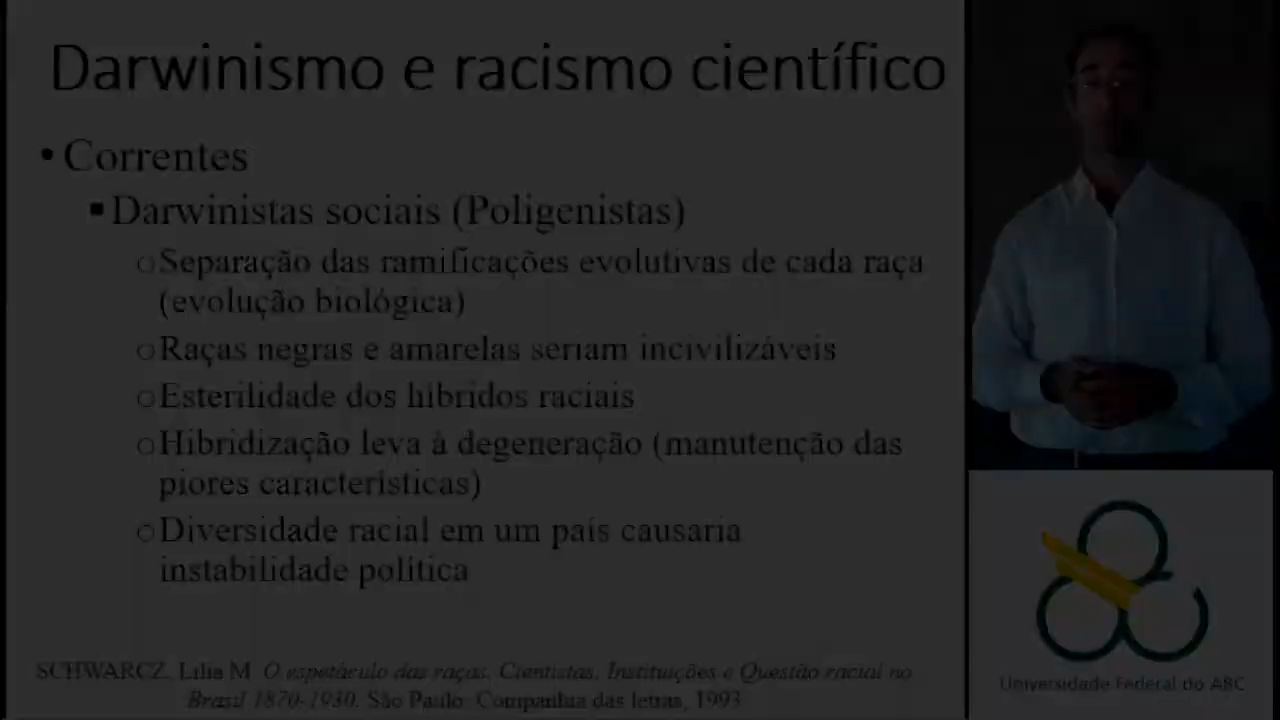 Darwinismo e racismo científico
• Correntes
▪ Darwinistas sociais (Poligenistas)
○ Separação das ramificações evolutivas de cada raça
(evolução biológica)
○ Raças negras e amarelas seriam incivilizáveis
○ Esterilidade dos híbridos raciais
○ Hibridização leva à degeneração (manutenção das
piores características)
○ Diversidade racial em um país causaria
instabilidade política
SCHWARCZ, Lilia M. O espetáculo das raças. Cientistas, Instituições e Questão racial no
Brasil 1870-1930. São Paulo: Companhia das letras, 1993
Universidade Federal do ABC